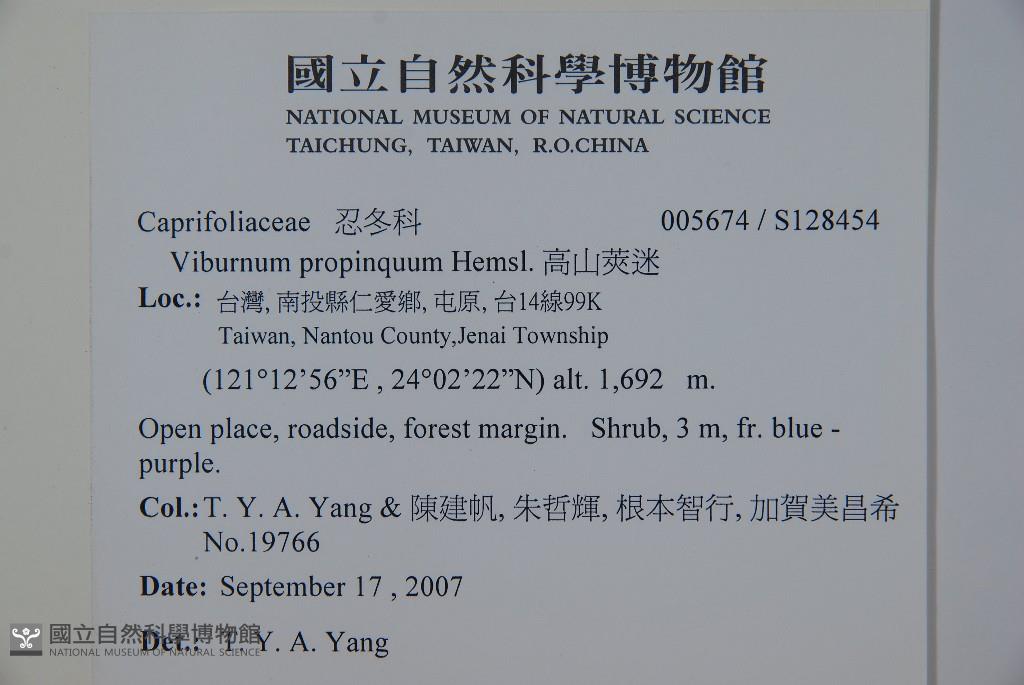 國立自然科學博物館
NATIONAL MUSEUM OF NATURAL SCIENCE
TAICHUNG, TAIWAN, R.O.CHINA
Caprifoliaceae 忍冬科 005674 / S128454
Viburnum propinquum Hemsl. 高山莢迷
Loc.: 台灣, 南投縣仁愛鄉, 屯原, 台14線99K
Taiwan, Nantou County,Jenai Township
(121°12’56”E , 24°02’22”N) alt. 1,692 m.
Open place, roadside, forest margin. Shrub, 3 m, fr. blue -
purple.
Col.: T. Y. A. Yang & 陳建帆, 朱哲輝, 根本智行, 加賀美昌希
No.19766
Date: September 17 , 2007
Det.: T. Y. A. Yang
國立自然科學博物館
NATIONAL MUSEUM OF NATURAL SCIENCE